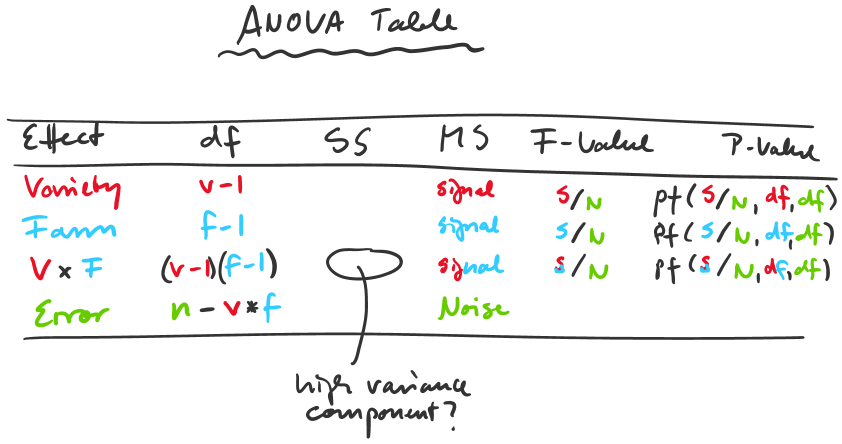 ANOVA Table
Effect df SS MS F-Value P-Value
Variety v-1 signal S/N pf(S/N, df, df)
Farm f-1 signal S/N pf(S/N, df, df)
V x F (v-1)(f-1) signal S/N pf(S/N, df, df)
Error n - v * f Noise
high variance
component?